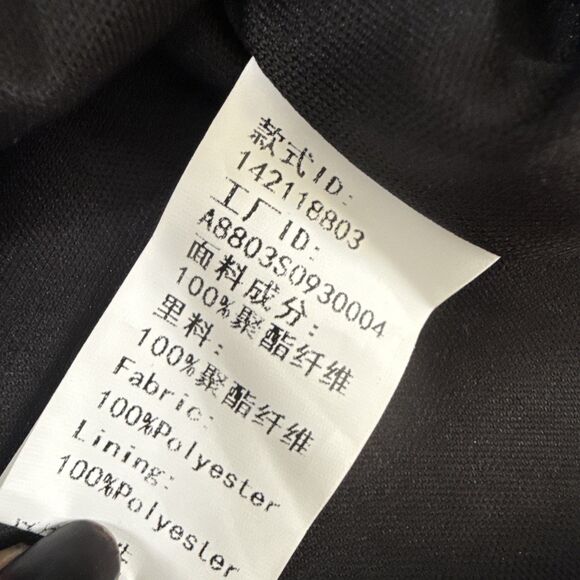 款式ID:
142118803
工厂ID:
A8803S0930004
面料成分:
100%聚酯纤维
里料:
100%聚酯纤维
Fabric:
100%Polyester
Lining:
100%Polyester